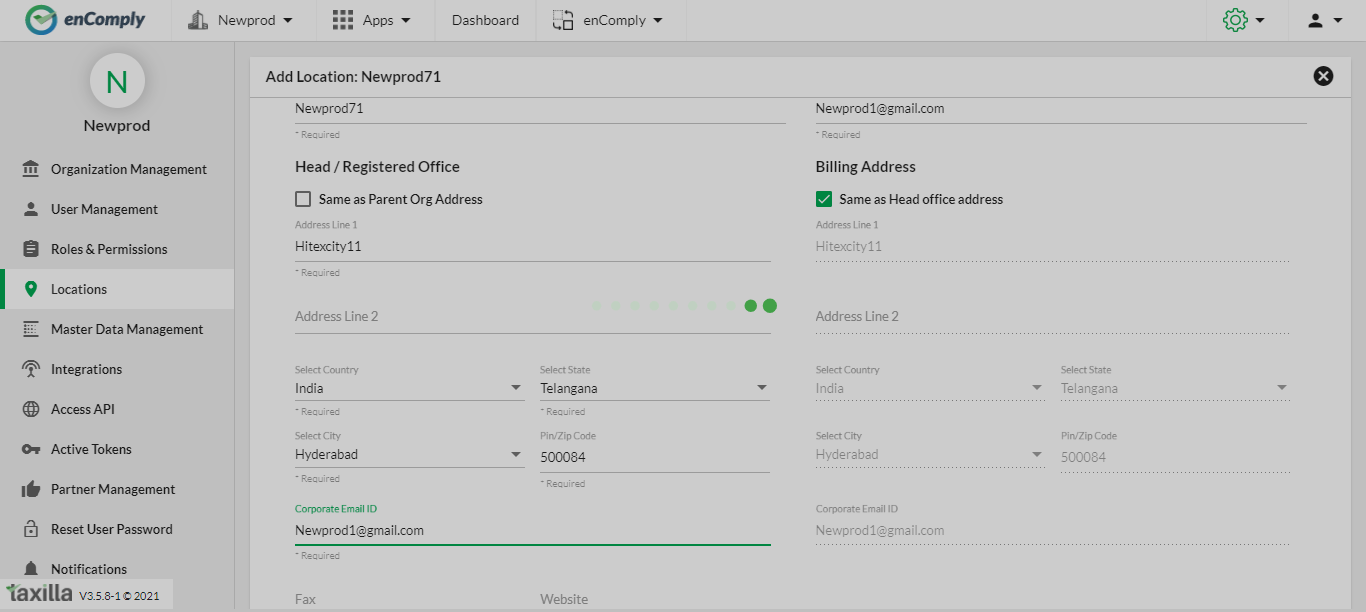 enComply Newprod Apps Dashboard enComply
N
Newprod
Organization Management
User Management
Roles & Permissions
Locations
Master Data Management
Integrations
Access API
Active Tokens
Partner Management
Reset User Password
Notifications
taxilla V3.5.8-1 © 2021
Add Location: Newprod71
Newprod71 Newprod1@gmail.com
* Required * Required
Head / Registered Office Billing Address
Same as Parent Org Address Same as Head office address
Address Line 1 Address Line 1
Hitexcity11 Hitexcity11
* Required
Address Line 2 Address Line 2
Select Country Select State Select Country Select State
India Telangana India Telangana
* Required * Required
Select City Pin/Zip Code Select City Pin/Zip Code
Hyderabad 500084 Hyderabad 500084
* Required * Required
Corporate Email ID Corporate Email ID
Newprod1@gmail.com Newprod1@gmail.com
* Required
Fax Website